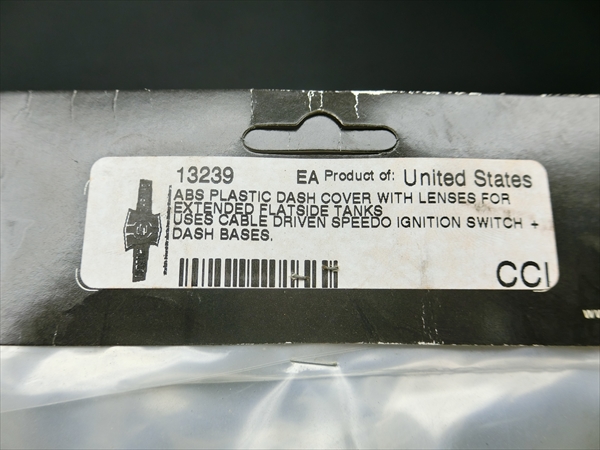 13239 EA Product of: United States
ABS PLASTIC DASH COVER WITH LENSES FOR
EXTENDED FLATSIDE TANKS
USES CABLE DRIVEN SPEEDO IGNITION SWITCH +
DASH BASES.
CCI